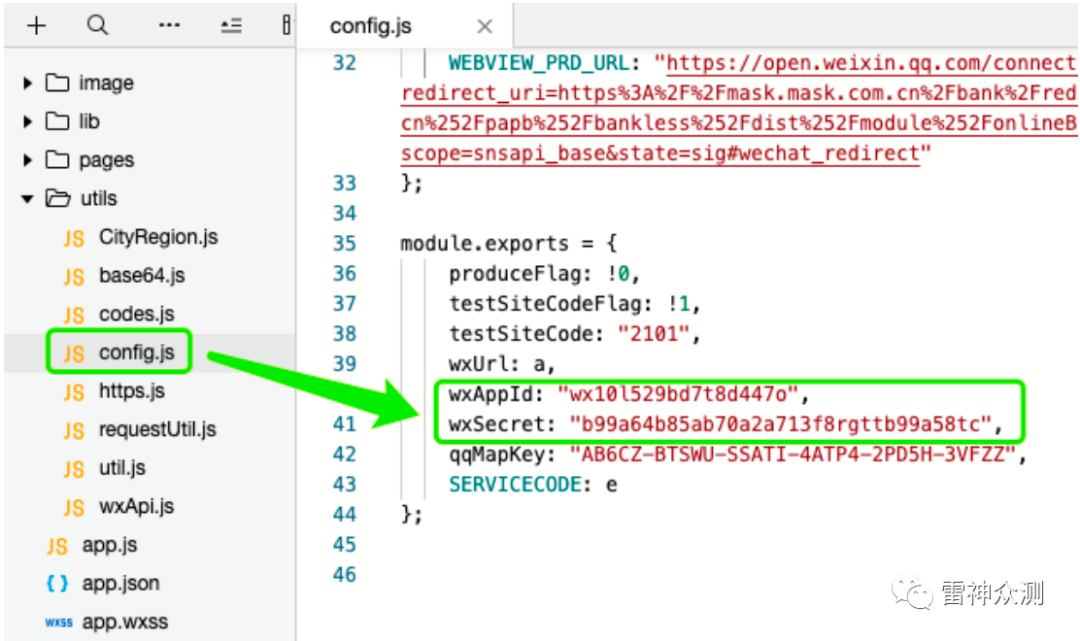 config.js
image
lib
pages
utils
JS CityRegion.js
JS base64.js
JS codes.js
JS config.js
JS https.js
JS requestUtil.js
JS util.js
JS wxApi.js
JS app.js
{ } app.json
wxss app.wxss
32 WEBVIEW_PRD_URL: "https://open.weixin.qq.com/connect
redirect_uri=https%3A%2F%2Fmask.mask.com.cn%2Fbank%2Fred
cn%252Fpapb%252Fbankless%252Fdist%252Fmodule%252FonlineB
scope=snsapi_base&state=sig#wechat_redirect"
33 };
34
35 module.exports = {
36 produceFlag: !0,
37 testSiteCodeFlag: !1,
38 testSiteCode: "2101",
39 wxUrl: a,
wxAppId: "wx10l529bd7t8d447o",
41 wxSecret: "b99a64b85ab70a2a713f8rgttb99a58tc",
42 qqMapKey: "AB6CZ-BTSWU-SSATI-4ATP4-2PD5H-3VFZZ",
43 SERVICECODE: e
44 };
45
46
雷神众测